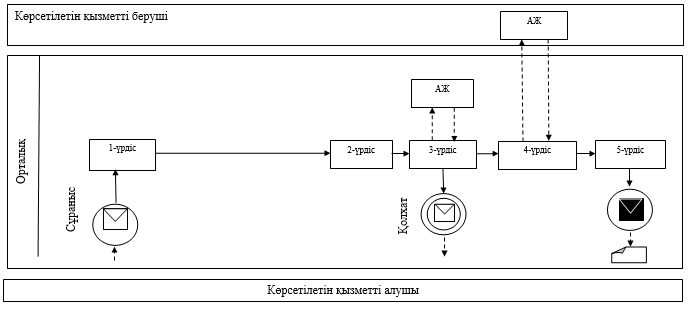 Көрсетілетін қызметті беруші
АЖ
АЖ
Орталық
1-үрдіс
2-үрдіс
3-үрдіс
4-үрдіс
5-үрдіс
Сұраныс
Қолхат
Көрсетілетін қызметті алушы